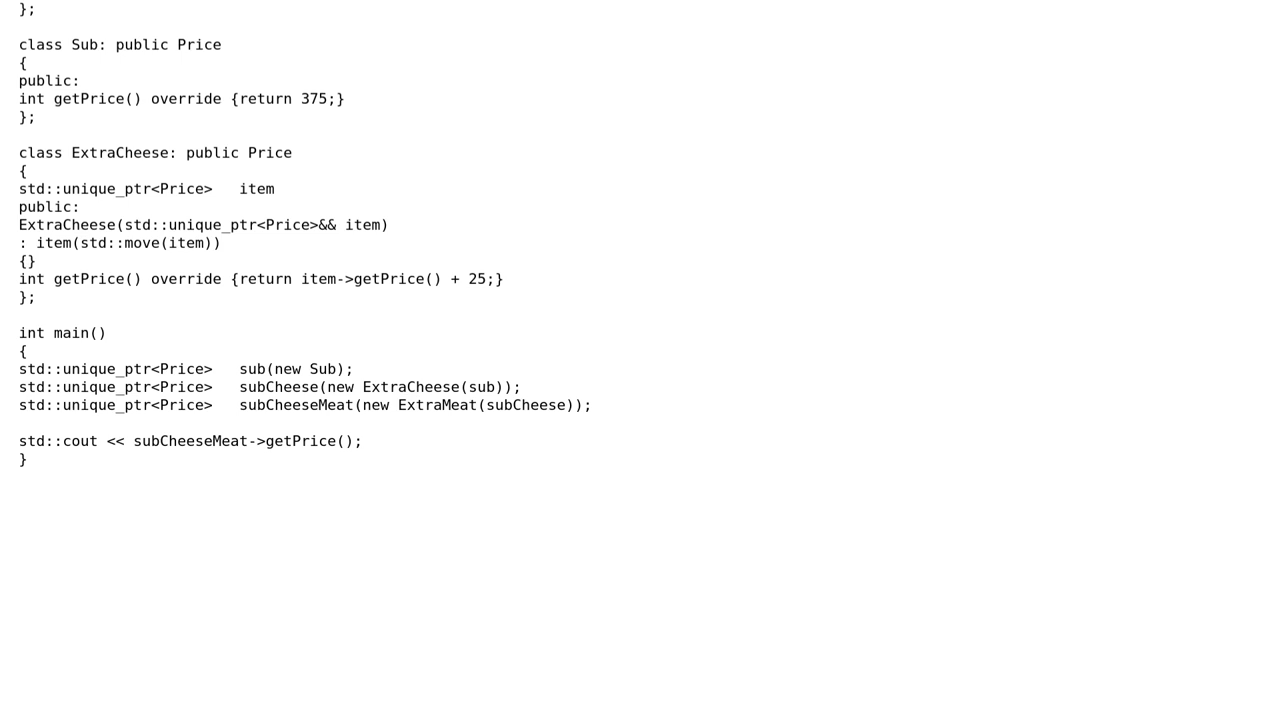 };
class Sub: public Price
{
public:
int getPrice() override {return 375;}
};
class ExtraCheese: public Price
{
std::unique_ptr<Price>   item
public:
ExtraCheese(std::unique_ptr<Price>&& item)
: item(std::move(item))
{}
int getPrice() override {return item->getPrice() + 25;}
};
int main()
{
std::unique_ptr<Price>   sub(new Sub);
std::unique_ptr<Price>   subCheese(new ExtraCheese(sub));
std::unique_ptr<Price>   subCheeseMeat(new ExtraMeat(subCheese));
std::cout << subCheeseMeat->getPrice();
}